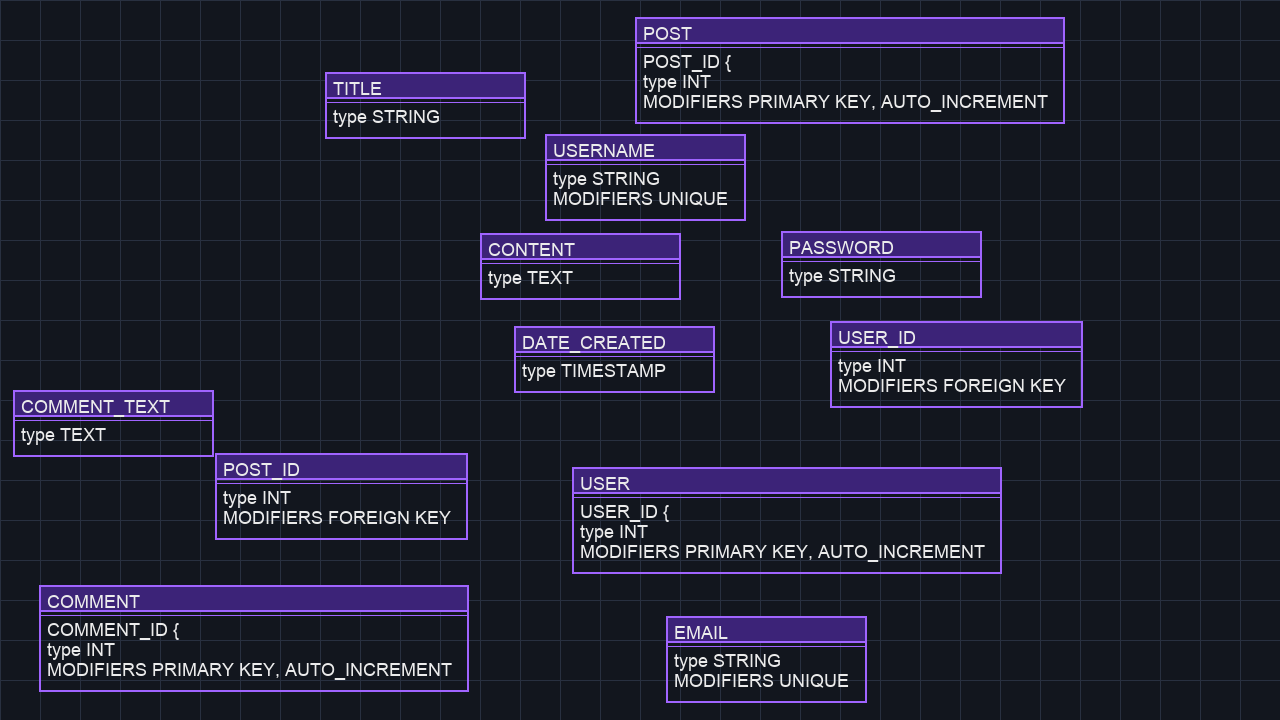 POST
POST_ID {
type INT
MODIFIERS PRIMARY KEY, AUTO_INCREMENT
TITLE
type STRING
USERNAME
type STRING
MODIFIERS UNIQUE
CONTENT
type TEXT
PASSWORD
type STRING
DATE_CREATED
type TIMESTAMP
USER_ID
type INT
MODIFIERS FOREIGN KEY
COMMENT_TEXT
type TEXT
POST_ID
type INT
MODIFIERS FOREIGN KEY
USER
USER_ID {
type INT
MODIFIERS PRIMARY KEY, AUTO_INCREMENT
COMMENT
COMMENT_ID {
type INT
MODIFIERS PRIMARY KEY, AUTO_INCREMENT
EMAIL
type STRING
MODIFIERS UNIQUE